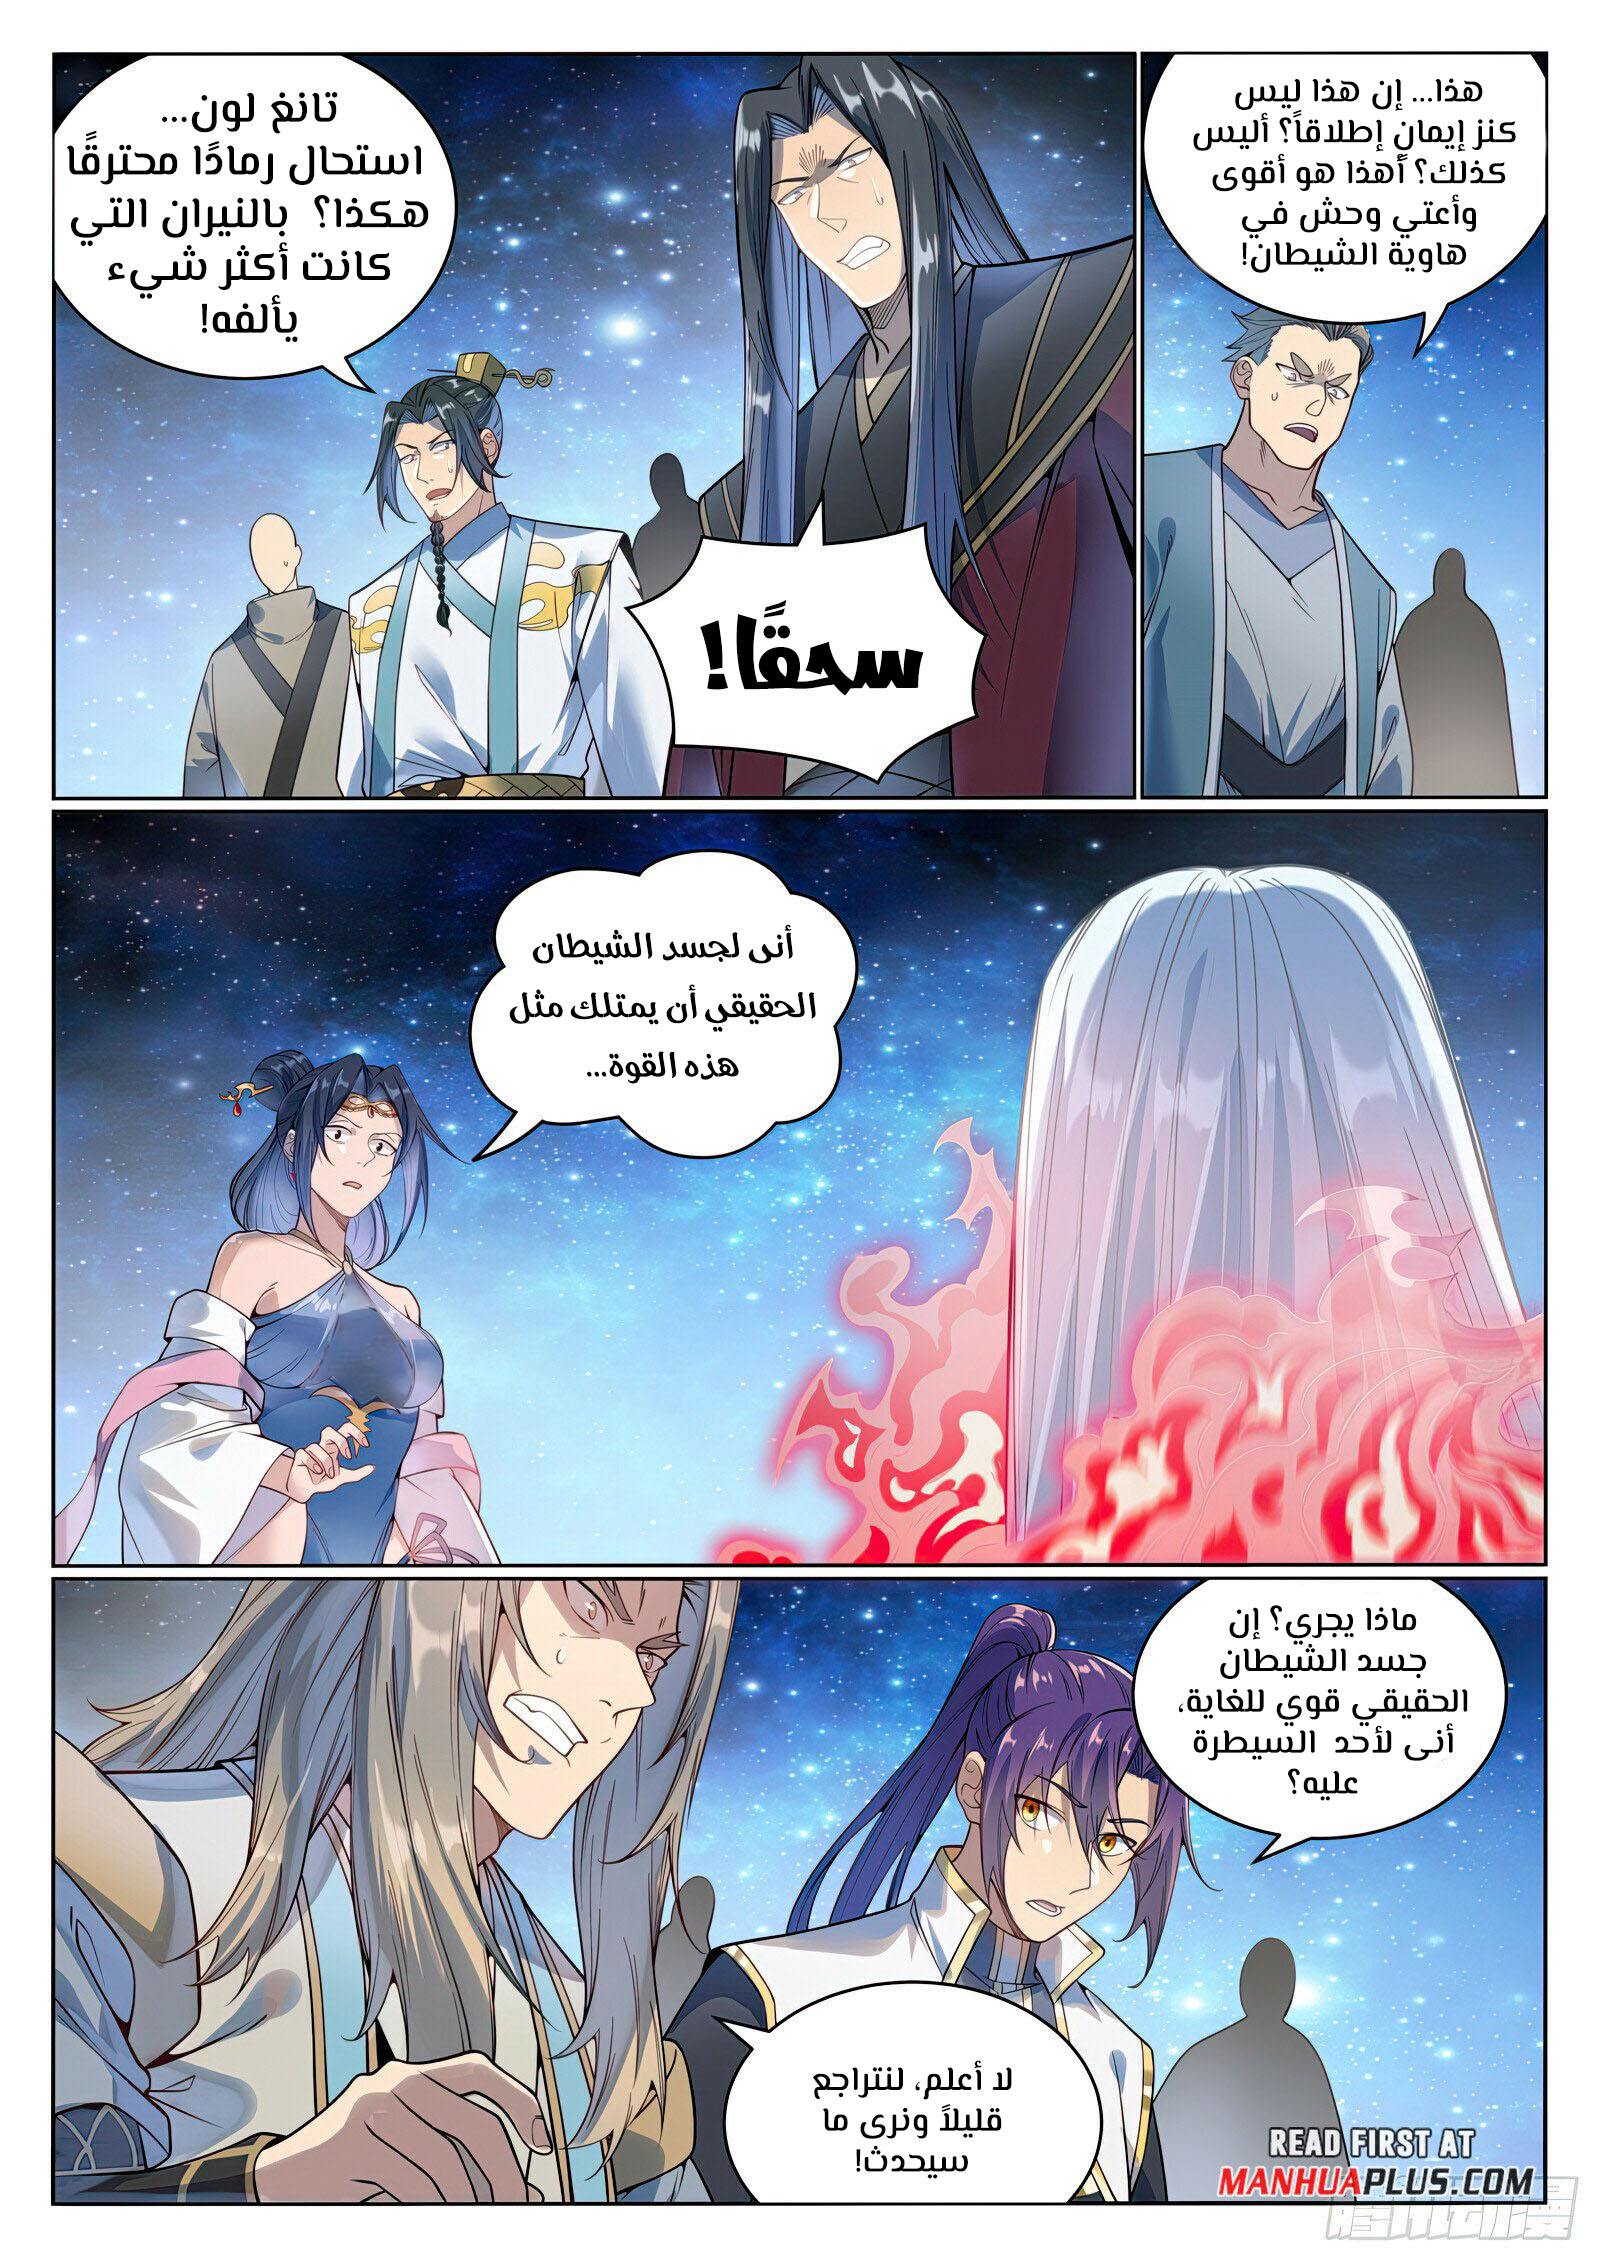 هذا... إن هذا ليس
كنز إيمانٍ إطلاقاً؟ أليس
كذلك؟ أهذا هو أقوى
وأعتي وحش في
هاوية الشيطان!
تانغ لون...
استحال رمادًا محترقًا
هكذا؟ بالنيران التي
كانت أكثر شيء
يألفه!
سحقًا!
أنى لجسد الشيطان
الحقيقي أن يمتلك مثل
هذه القوة...
ماذا يجري؟ إن
جسد الشيطان
الحقيقي قوي للغاية،
أنى لأحد السيطرة
عليه؟
لا أعلم، لنتراجع
قليلاً ونرى ما
سيحدث!
READ FIRST AT
MANHUAPLUS.COM